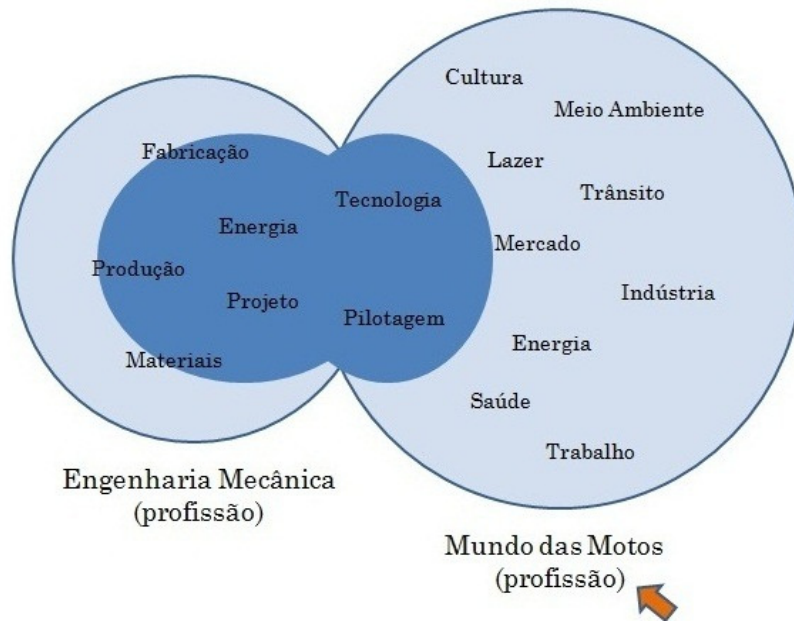 Cultura
Meio Ambiente
Fabricação
Lazer
Tecnologia
Trânsito
Energia
Mercado
Produção
Projeto
Indústria
Pilotagem
Energia
Materiais
Saúde
Trabalho
Engenharia Mecânica
(profissão)
Mundo das Motos
(profissão)